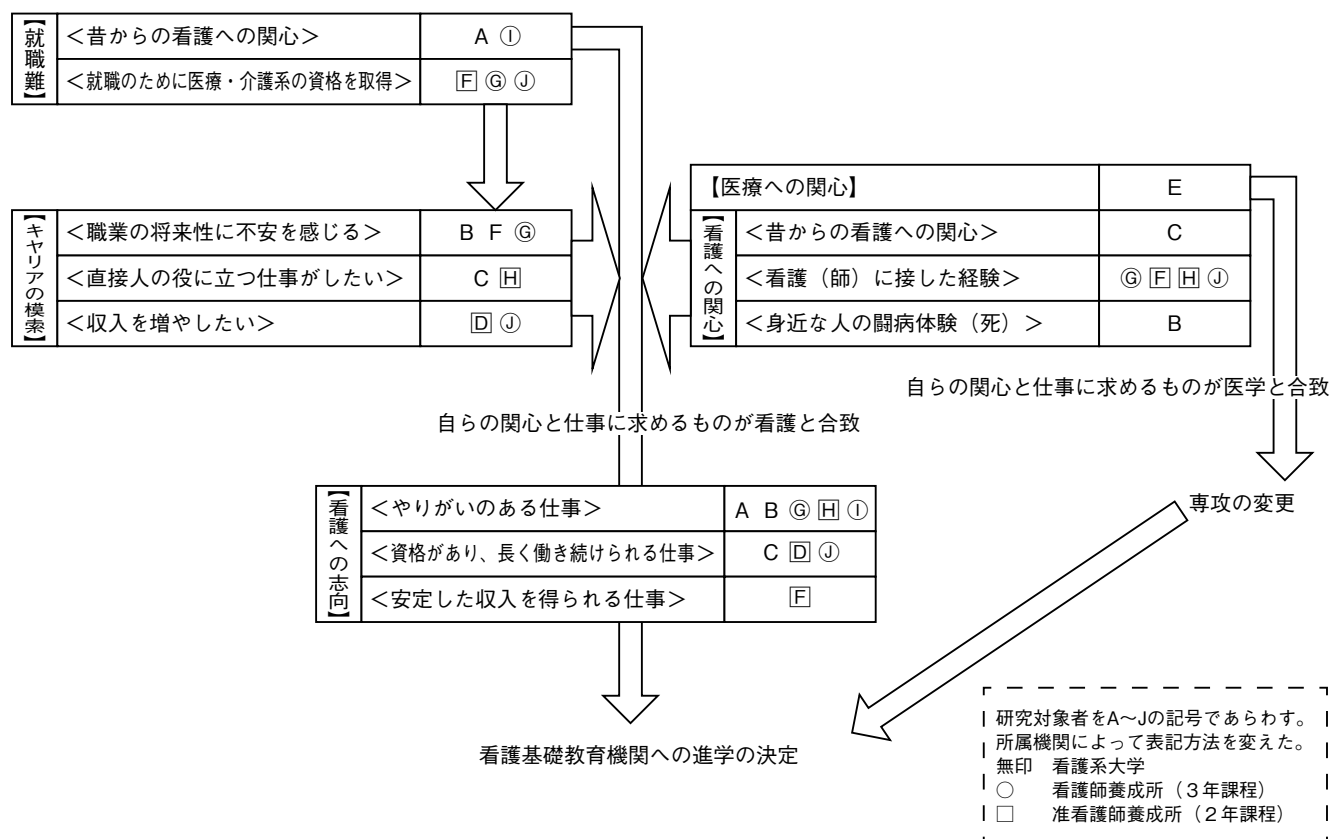 【就職難】
＜昔からの看護への関心＞ A Ⓘ
＜就職のために医療・介護系の資格を取得＞ 🄵 Ⓖ Ⓙ
【キャリアの模索】
＜職業の将来性に不安を感じる＞ B F Ⓖ
＜直接人の役に立つ仕事がしたい＞ C 🄷
＜収入を増やしたい＞ 🄳 Ⓙ
【医療への関心】 E
【看護への関心】
＜昔からの看護への関心＞ C
＜看護（師）に接した経験＞ Ⓖ 🄵 🄷 Ⓙ
＜身近な人の闘病体験（死）＞ B
自らの関心と仕事に求めるものが医学と合致
自らの関心と仕事に求めるものが看護と合致
【看護への志向】
＜やりがいのある仕事＞ A B Ⓖ 🄷 Ⓘ
＜資格があり、長く働き続けられる仕事＞ C 🄳 Ⓙ
＜安定した収入を得られる仕事＞ 🄵
専攻の変更
看護基礎教育機関への進学の決定
研究対象者をA～Jの記号であらわす。
所属機関によって表記方法を変えた。
無印 看護系大学
○ 看護師養成所（３年課程）
□ 准看護師養成所（２年課程）